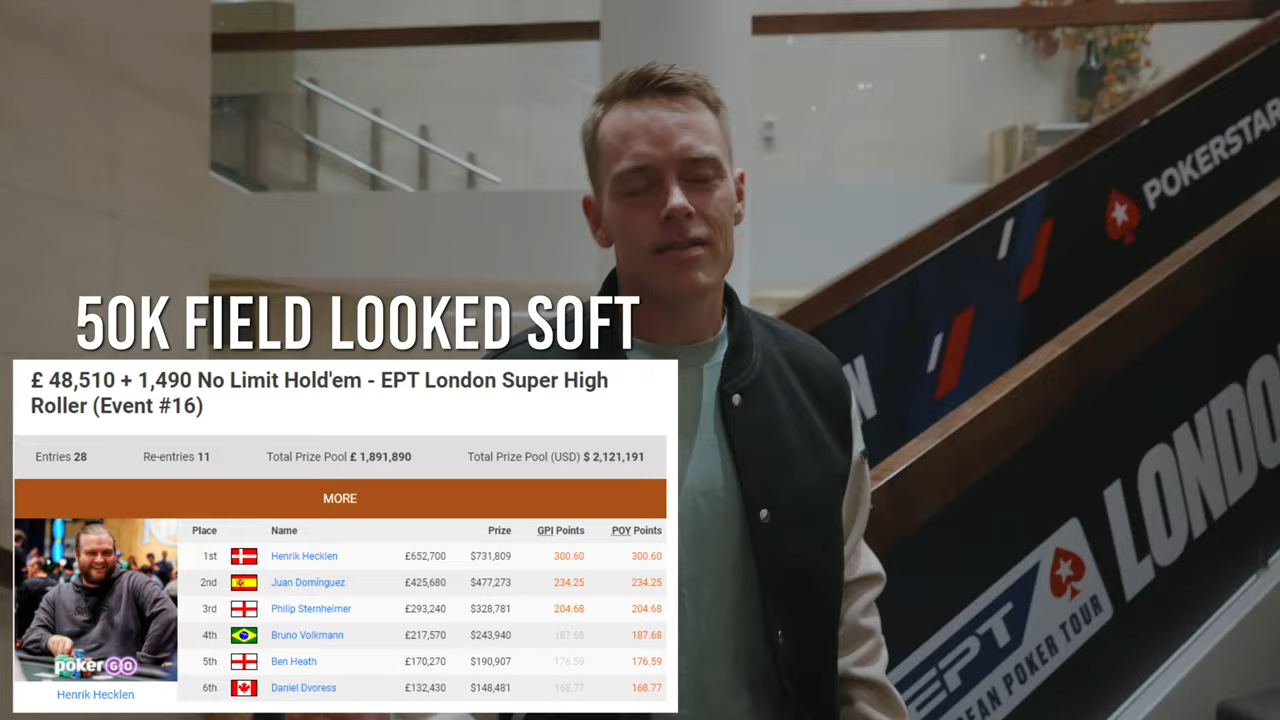 50K FIELD LOOKED SOFT
£ 48,510 + 1,490 No Limit Hold'em - EPT London Super High
Roller (Event #16)
Entries 28 Re-entries 11 Total Prize Pool £ 1,891,890 Total Prize Pool (USD) $ 2,121,191
MORE
Place Name Prize GPI Points POY Points
1st Henrik Hecklen £652,700 $731,809 300.60 300.60
2nd Juan Domínguez £425,680 $477,273 234.25 234.25
3rd Philip Sternheimer £293,240 $328,781 204.68 204.68
4th Bruno Volkmann £217,570 $243,940 187.68 187.68
5th Ben Heath £170,270 $190,907 176.59 176.59
6th Daniel Dvoress £132,430 $148,481 168.77 168.77
pokerGO
Henrik Hecklen
POKERSTAR
N
LONDO
EPT
EAN POKER TOUR